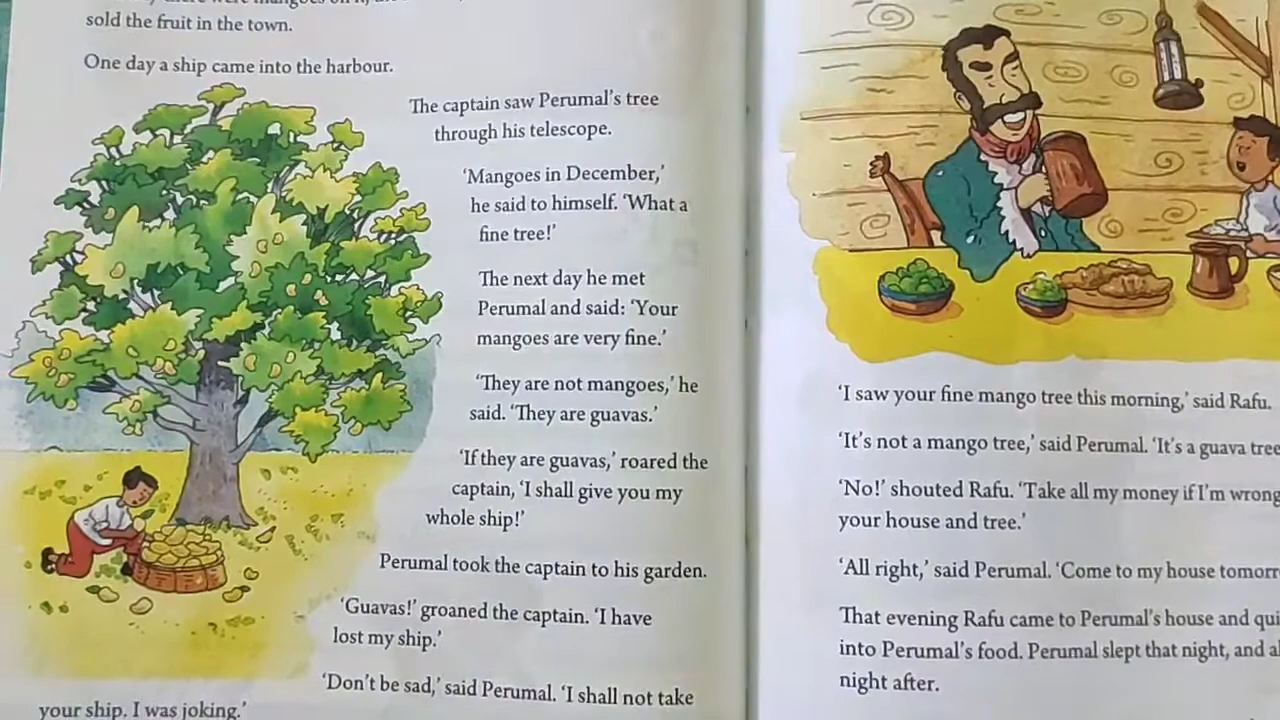 sold the fruit in the town.
One day a ship came into the harbour.
The captain saw Perumal's tree
through his telescope.
'Mangoes in December,'
he said to himself. 'What a
fine tree!'
The next day he met
Perumal and said: 'Your
mangoes are very fine.'
'They are not mangoes,' he
said. 'They are guavas.'
'If they are guavas,' roared the
captain, 'I shall give you my
whole ship!'
Perumal took the captain to his garden.
'Guavas!' groaned the captain. 'I have
lost my ship.'
'Don't be sad,' said Perumal. 'I shall not take
your ship. I was joking.'
'I saw your fine mango tree this morning,' said Rafu.
'It's not a mango tree,' said Perumal. 'It's a guava tree
'No!' shouted Rafu. 'Take all my money if I'm wrong
your house and tree.'
'All right,' said Perumal. 'Come to my house
That evening Rafu came to Perumal's house and
into Perumal's food. Perumal slept that night, and
night after.